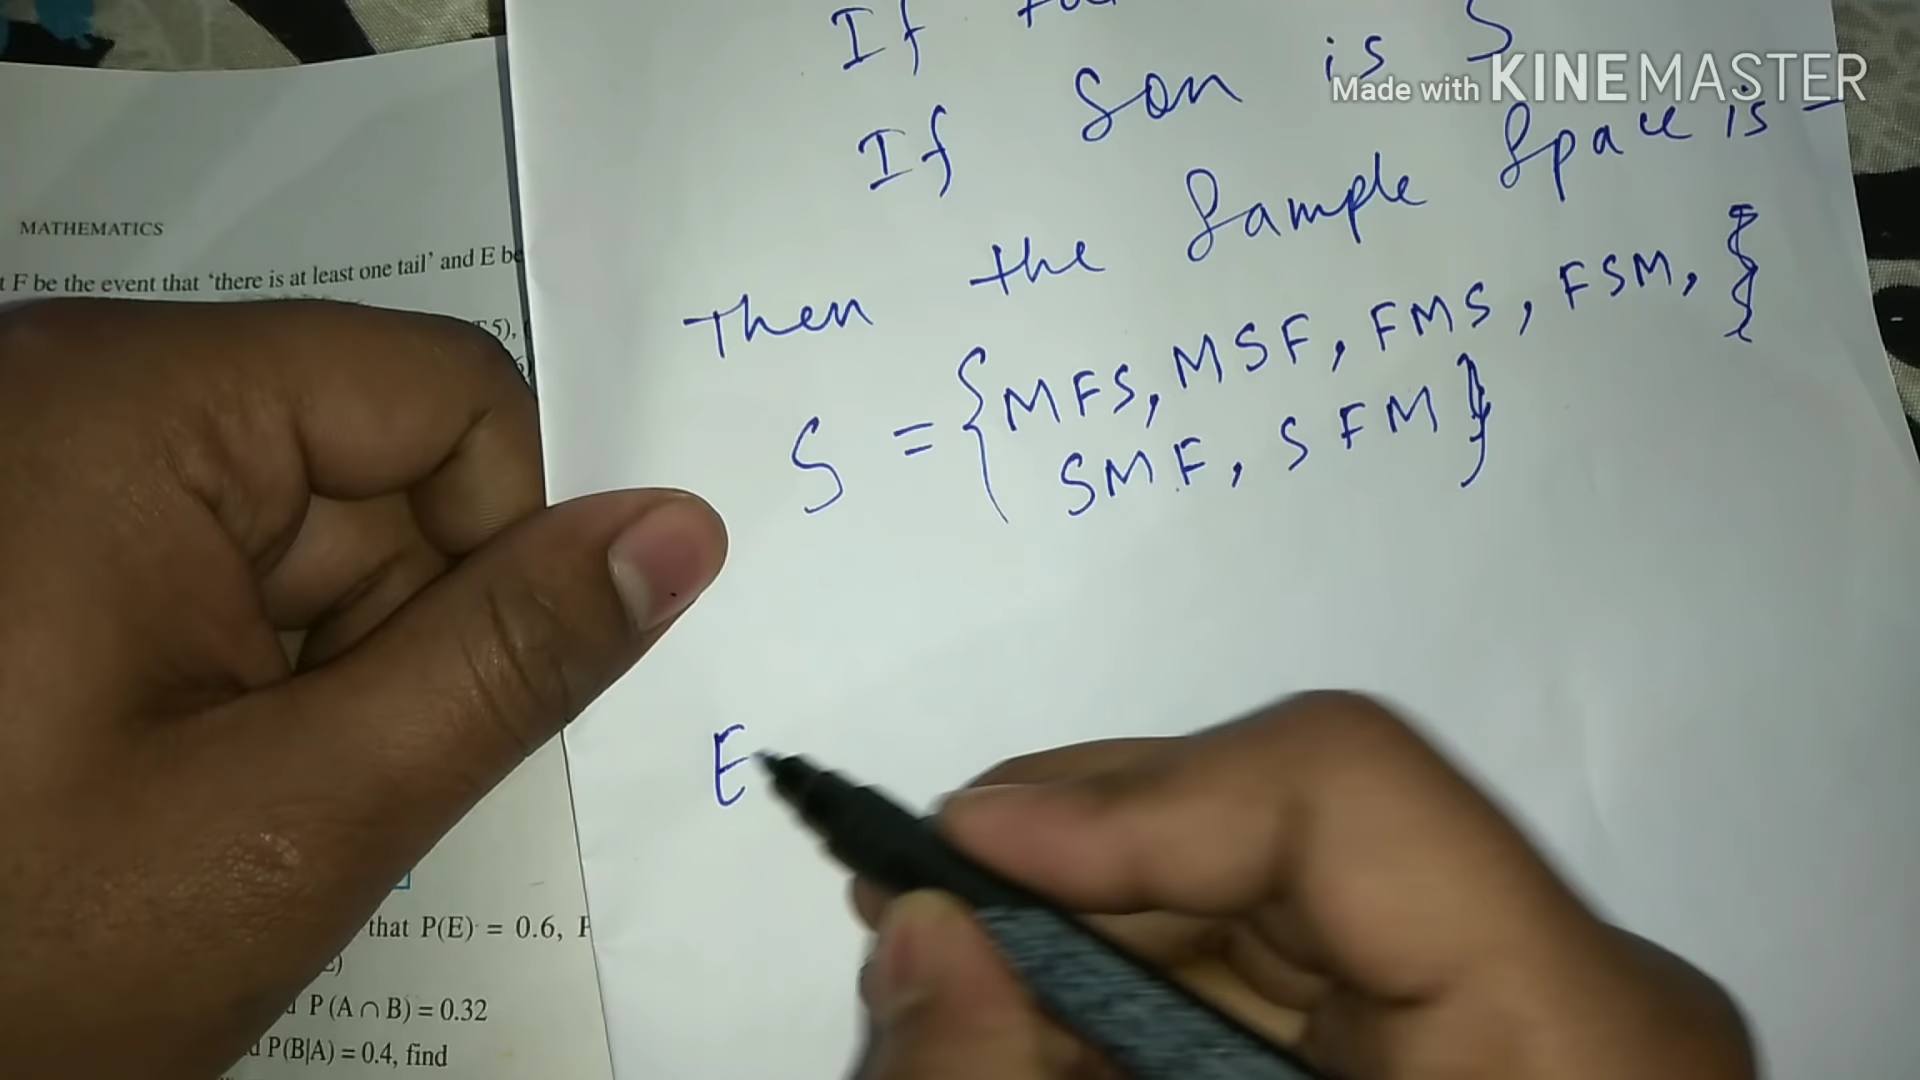 If
If Son is S
Made with KINEMASTER
Then the Sample Space is -
S = {MFS, MSF, FMS, FSM, }
SMF, SFM}
E
MATHEMATICS
t F be the event that ‘there is at least one tail’ and E be
5),
that P(E) = 0.6, P
E)
d P(A∩B) = 0.32
d P(B|A) = 0.4, find